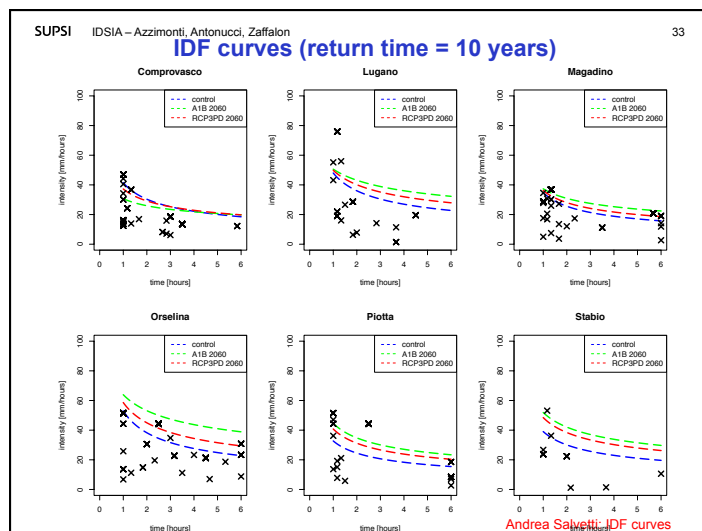 SUPSI IDSIA – Azzimonti, Antonucci, Zaffalon 33
IDF curves (return time = 10 years)
Comprovasco
control
A1B 2060
RCP3PD 2060
intensity [mm/hours]
0 20 40 60 80 100
0 1 2 3 4 5 6
time [hours]
Lugano
control
A1B 2060
RCP3PD 2060
intensity [mm/hours]
0 20 40 60 80 100
0 1 2 3 4 5 6
time [hours]
Magadino
control
A1B 2060
RCP3PD 2060
intensity [mm/hours]
0 20 40 60 80 100
0 1 2 3 4 5 6
time [hours]
Orselina
control
A1B 2060
RCP3PD 2060
intensity [mm/hours]
0 20 40 60 80 100
0 1 2 3 4 5 6
time [hours]
Piotta
control
A1B 2060
RCP3PD 2060
intensity [mm/hours]
0 20 40 60 80 100
0 1 2 3 4 5 6
time [hours]
Stabio
control
A1B 2060
RCP3PD 2060
intensity [mm/hours]
0 20 40 60 80 100
0 1 2 3 4 5 6
time [hours]
Andrea Salvetti: IDF curves